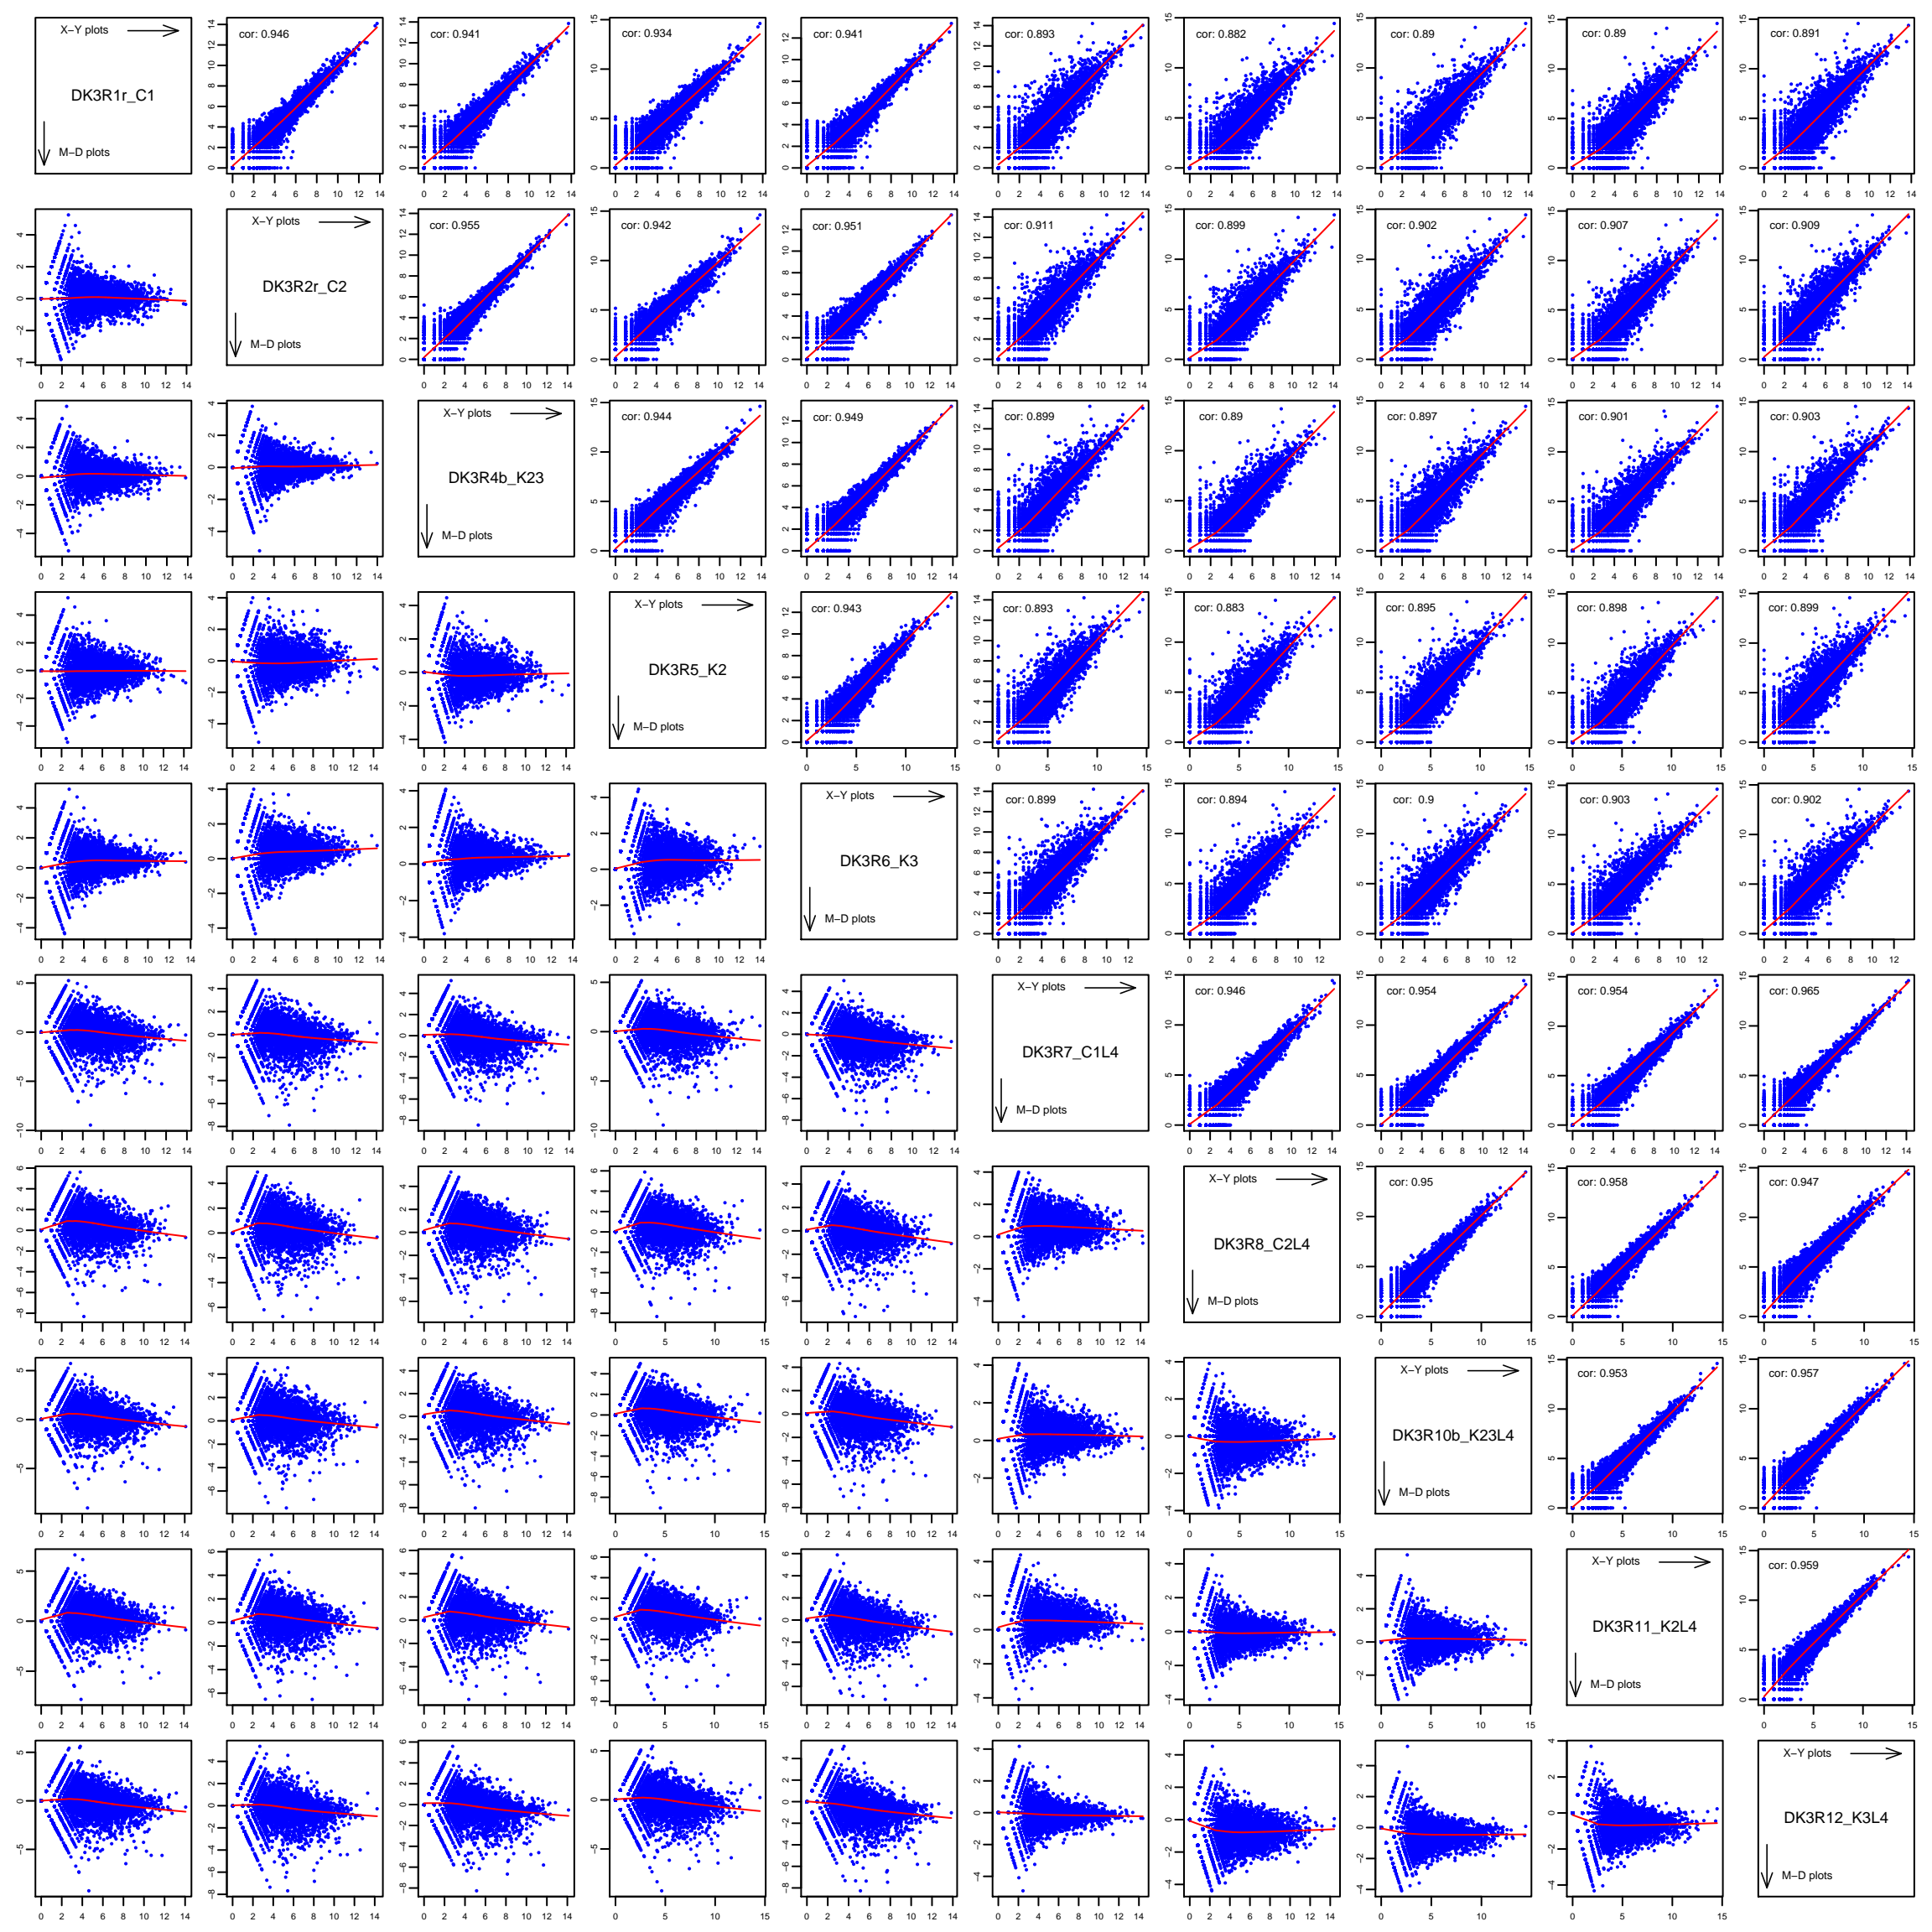 X−Y plots
DK3R1r_C1
M−D plots
cor: 0.946
cor: 0.941
cor: 0.934
cor: 0.941
cor: 0.893
cor: 0.882
cor: 0.89
cor: 0.89
cor: 0.891
X−Y plots
DK3R2r_C2
M−D plots
cor: 0.955
cor: 0.942
cor: 0.951
cor: 0.911
cor: 0.899
cor: 0.902
cor: 0.907
cor: 0.909
X−Y plots
DK3R4b_K23
M−D plots
cor: 0.944
cor: 0.949
cor: 0.899
cor: 0.89
cor: 0.897
cor: 0.901
cor: 0.903
X−Y plots
DK3R5_K2
M−D plots
cor: 0.943
cor: 0.893
cor: 0.883
cor: 0.895
cor: 0.898
cor: 0.899
X−Y plots
DK3R6_K3
M−D plots
cor: 0.899
cor: 0.894
cor: 0.9
cor: 0.903
cor: 0.902
X−Y plots
DK3R7_C1L4
M−D plots
cor: 0.946
cor: 0.954
cor: 0.954
cor: 0.965
X−Y plots
DK3R8_C2L4
M−D plots
cor: 0.95
cor: 0.958
cor: 0.947
X−Y plots
DK3R10b_K23L4
M−D plots
cor: 0.953
cor: 0.957
X−Y plots
DK3R11_K2L4
M−D plots
cor: 0.959
X−Y plots
DK3R12_K3L4
M−D plots